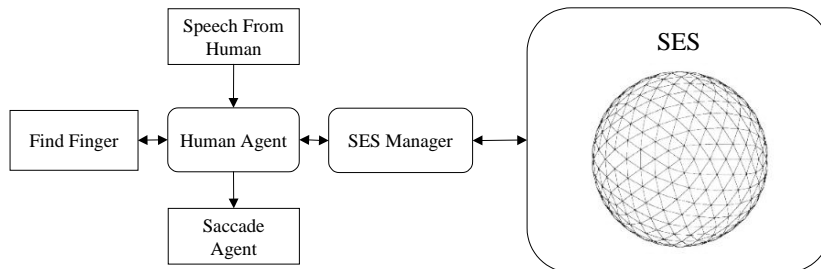 Speech From
Human
SES
Find Finger
Human Agent
SES Manager
Saccade
Agent